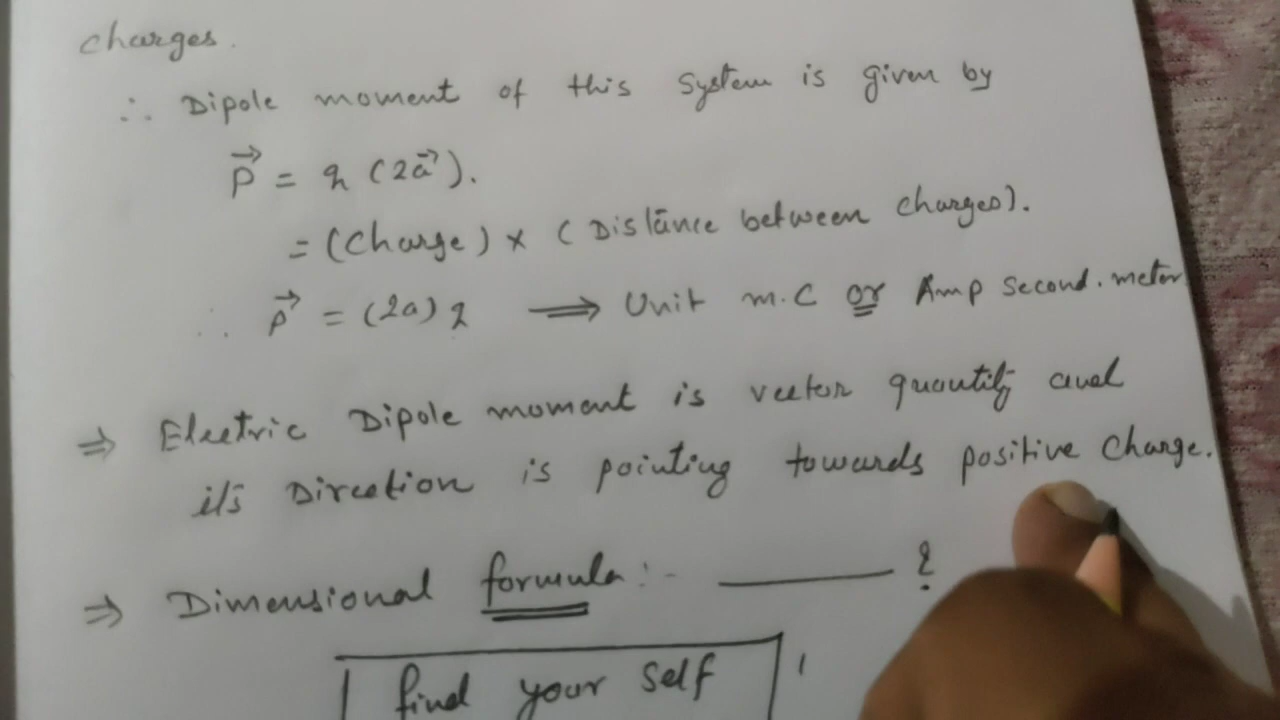 charges.
∴ Dipole moment of this System is given by
p⃗ = q (2a⃗).
= (Charge) × (Distance between charges).
∴ p⃗ = (2a) q ⟹ Unit m.C or Amp second.meter
⇒ Electric Dipole moment is vector quantity and
it's Direction is pointing towards positive Charge.
⇒ Dimensional formula:- ______ ?
find your self